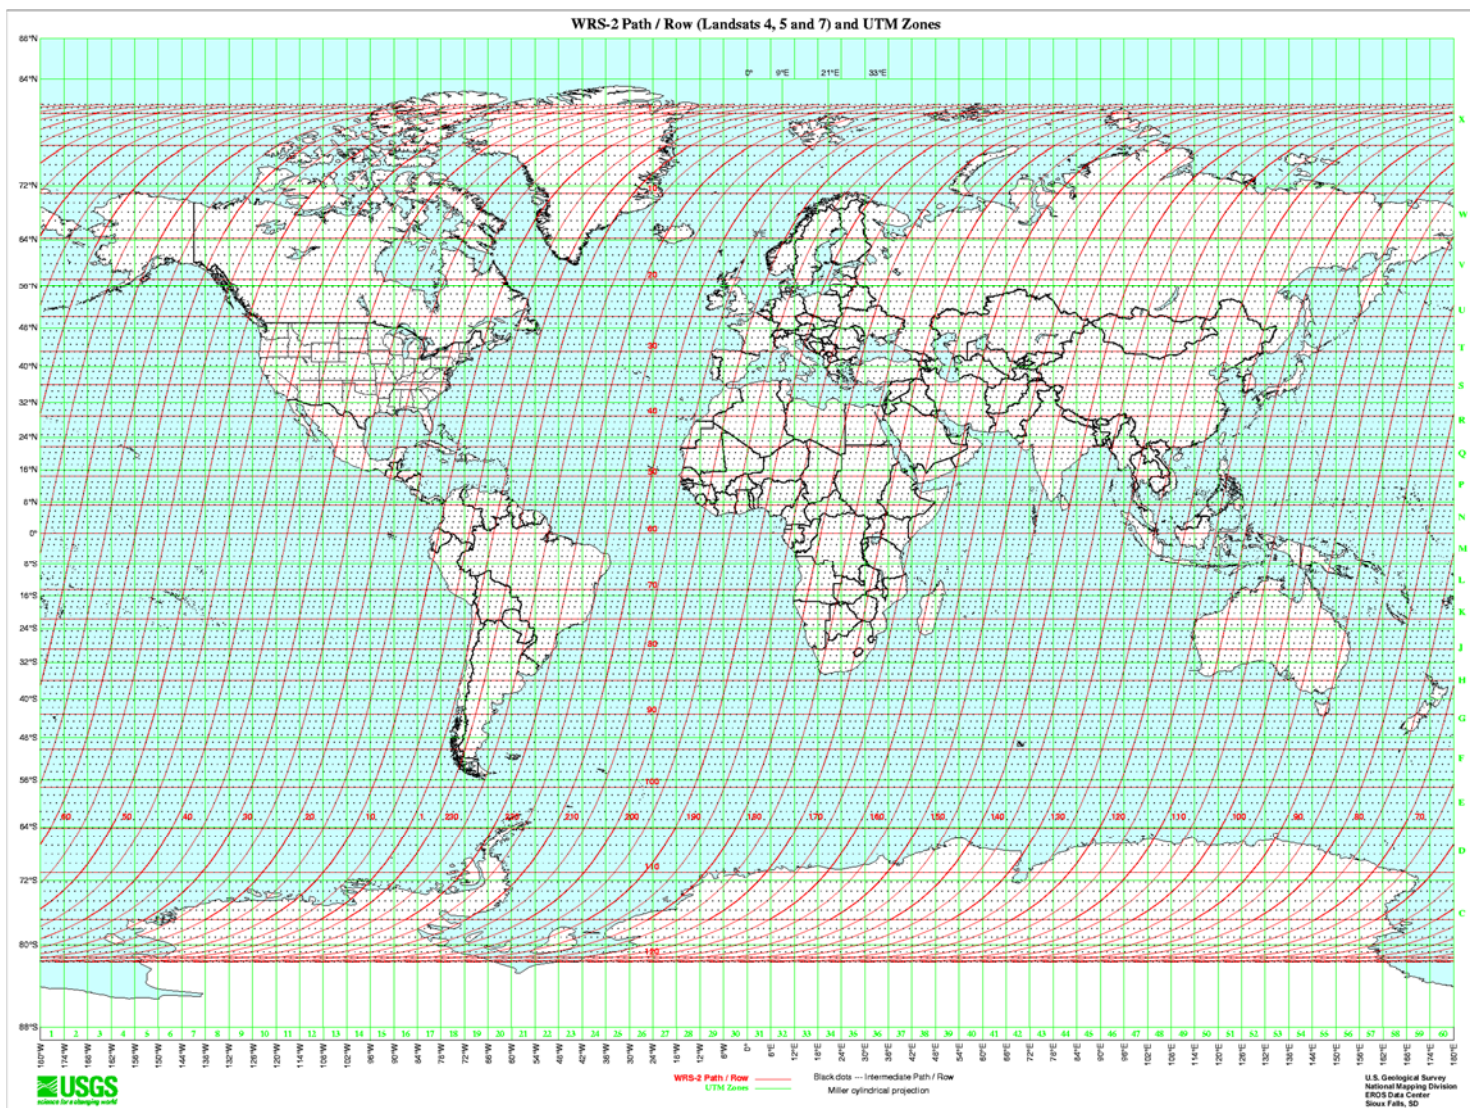 WRS-2 Path / Row (Landsats 4, 5 and 7) and UTM Zones
0° 9°E 21°E 33°E
X
72°N
10
W
64°N
V
56°N
20
U
48°N
T
30
40°N
S
32°N
R
40
24°N
Q
16°N
P
N
60
0°
M
8°S
70
L
16°S
K
24°S
80
J
32°S
H
40°S
90
G
48°S
F
56°S
100
E
60 50 40 30 20 10 1 220 210 200 190 180 170 160 150 140 130 120 110 100 90 80 70
64°S
D
110
72°S
C
80°S
120
88°S
1 2 3 4 5 6 7 8 9 10 11 12 13 14 15 16 17 18 19 20 21 22 23 24 25 26 27 28 29 30 31 32 33 34 35 36 37 38 39 40 41 42 43 44 45 46 47 48 49 50 51 52 53 54 55 56 57 58 59 60
180°W 174°W 168°W 162°W 156°W 150°W 144°W 138°W 132°W 126°W 120°W 114°W 108°W 102°W 96°W 90°W 84°W 78°W 72°W 66°W 60°W 54°W 48°W 42°W 36°W 30°W 24°W 18°W 12°W 6°W 0° 6°E 12°E 18°E 24°E 30°E 36°E 42°E 48°E 54°E 60°E 66°E 72°E 78°E 84°E 90°E 96°E 102°E 108°E 114°E 120°E 126°E 132°E 138°E 144°E 150°E 156°E 162°E 168°E 174°E 180°E
USGS
science for a changing world
WRS-2 Path / Row
UTM Zones
Black dots --- Intermediate Path / Row
Miller cylindrical projection
U.S. Geological Survey
National Mapping Division
EROS Data Center
Sioux Falls, SD